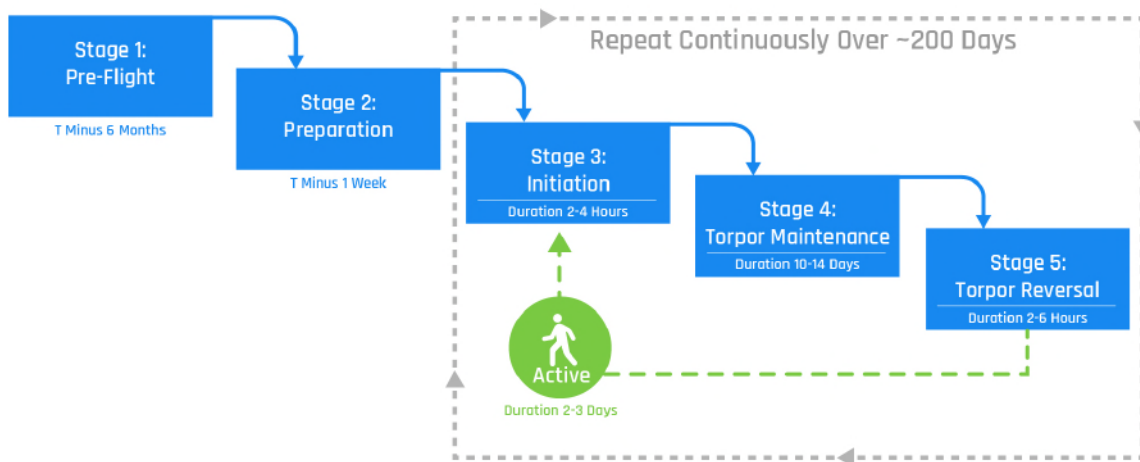 Repeat Continuously Over ~200 Days
Stage 1:
Pre-Flight
T Minus 6 Months
Stage 2:
Preparation
T Minus 1 Week
Stage 3:
Initiation
Duration 2-4 Hours
Stage 4:
Torpor Maintenance
Duration 10-14 Days
Stage 5:
Torpor Reversal
Duration 2-6 Hours
Active
Duration 2-3 Days